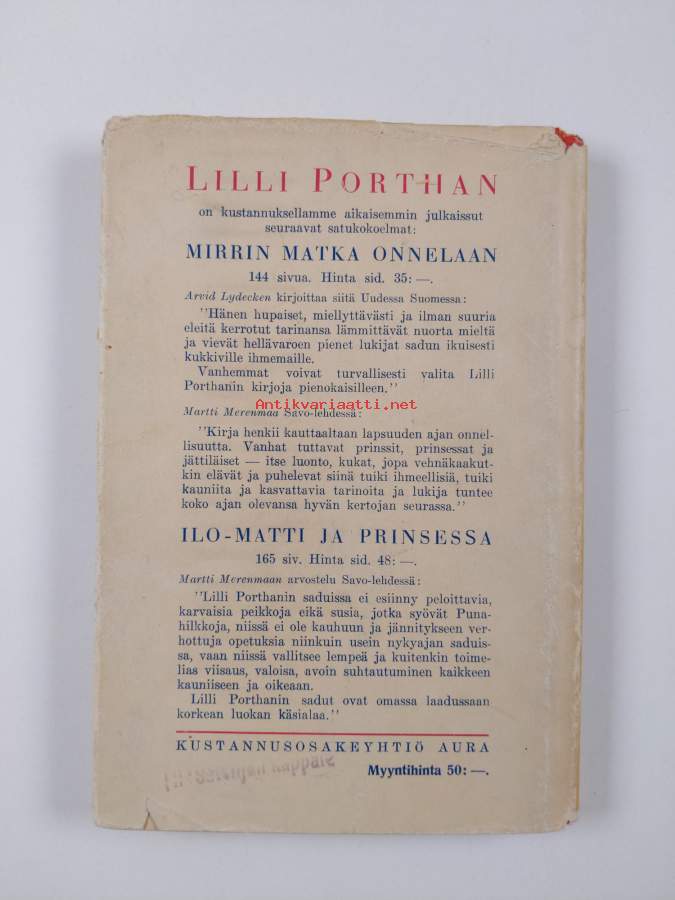 LILLI PORTHAN
on kustannuksellamme aikaisemmin julkaissut
seuraavat satukokoelmat:
MIRRIN MATKA ONNELAAN
144 sivua. Hinta sid. 35: —.
Arvid Lydecken kirjoittaa siitä Uudessa Suomessa:
''Hänen hupaiset, miellyttävästi ja ilman suuria
eleitä kerrotut tarinansa lämmittävät nuorta mieltä
ja vievät hellävaroen pienet lukijat sadun ikuisesti
kukkiville ihmemaille.
Vanhemmat voivat turvallisesti valita Lilli
Porthanin kirjoja pienokaisilleen.''
Antikvariaatti.net
Martti Merenmaa Savo-lehdessä:
''Kirja henkii kauttaaltaan lapsuuden ajan onnel-
lisuutta. Vanhat tuttavat prinssit, prinsessat ja
jättiläiset — itse luonto, kukat, jopa vehnäkaakut-
kin elävät ja puhelevat siinä tuiki ihmeellisiä, tuiki
kauniita ja kasvattavia tarinoita ja lukija tuntee
koko ajan olevansa hyvän kertojan seurassa.''
ILO-MATTI JA PRINSESSA
165 siv. Hinta sid. 48: —.
Martti Merenmaan arvostelu Savo-lehdessä:
''Lilli Porthanin saduissa ei esiinny peloittavia,
karvaisia peikkoja eikä susia, jotka syövät Puna-
hilkkoja, niissä ei ole kauhuun ja jännitykseen ver-
hottuja opetuksia niinkuin usein nykyajan saduis-
sa, vaan niissä vallitsee lempeä ja kuitenkin toime-
lias viisaus, valoisa, avoin suhtautuminen kaikkeen
kauniiseen ja oikeaan.
Lilli Porthanin sadut ovat omassa laadussaan
korkean luokan käsialaa.''
KUSTANNUSOSAKEYHTIÖ AURA
kappale
Myyntihinta 50: —.